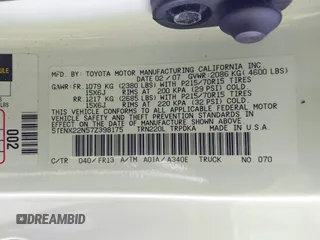 MFD. BY: TOYOTA MOTOR MANUFACTURING CALIFORNIA INC.
DATE 02/07 GVWR: 2086 KG (4600 LBS)
GAWR: FR. 1079 KG (2380 LBS) WITH P215/70R15 TIRES
15X6J RIMS AT 200 KPA (29 PSI) COLD.
RR. 1217 KG (2685 LBS) WITH P215/70R15 TIRES
15X6J RIMS AT 220 KPA (32 PSI) COLD.
THIS VEHICLE CONFORMS TO ALL APPLICABLE FEDERAL MOTOR
VEHICLE SAFETY STANDARDS IN EFFECT ON THE DATE OF
MANUFACTURE SHOWN ABOVE.
5TENX22N57Z398175 TRN220L TRPDKA MADE IN U.S.A.
C/TR 040/FR13 A/TM A01A/A340E TRUCK NO. 070
002
DREAMBID